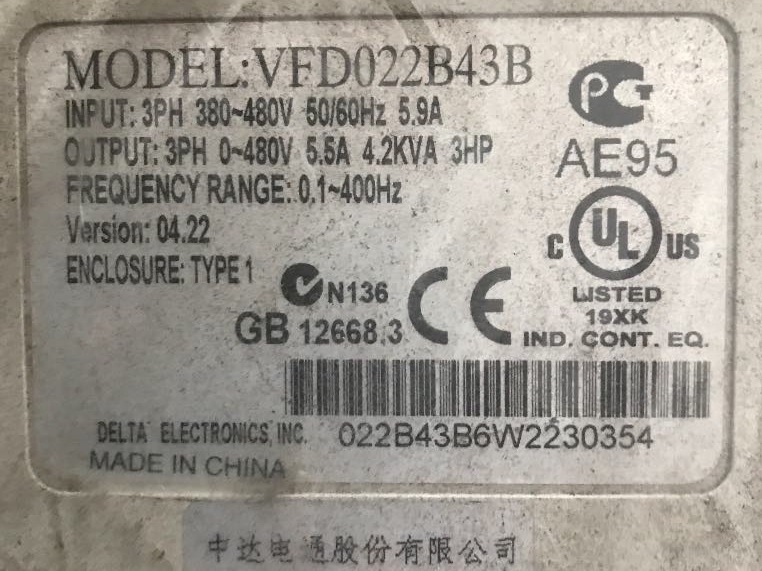 MODEL:VFD022B43B
INPUT: 3PH 380~480V 50/60Hz 5.9A
OUTPUT: 3PH 0~480V 5.5A 4.2KVA 3HP
FREQUENCY RANGE: 0.1~400Hz
Version: 04.22
ENCLOSURE: TYPE 1
PCT
AE95
C UL US
LISTED
19XK
IND. CONT. EQ.
N136
CE
GB 12668.3
DELTA ELECTRONICS, INC.
022B43B6W2230354
MADE IN CHINA
中达电通股份有限公司